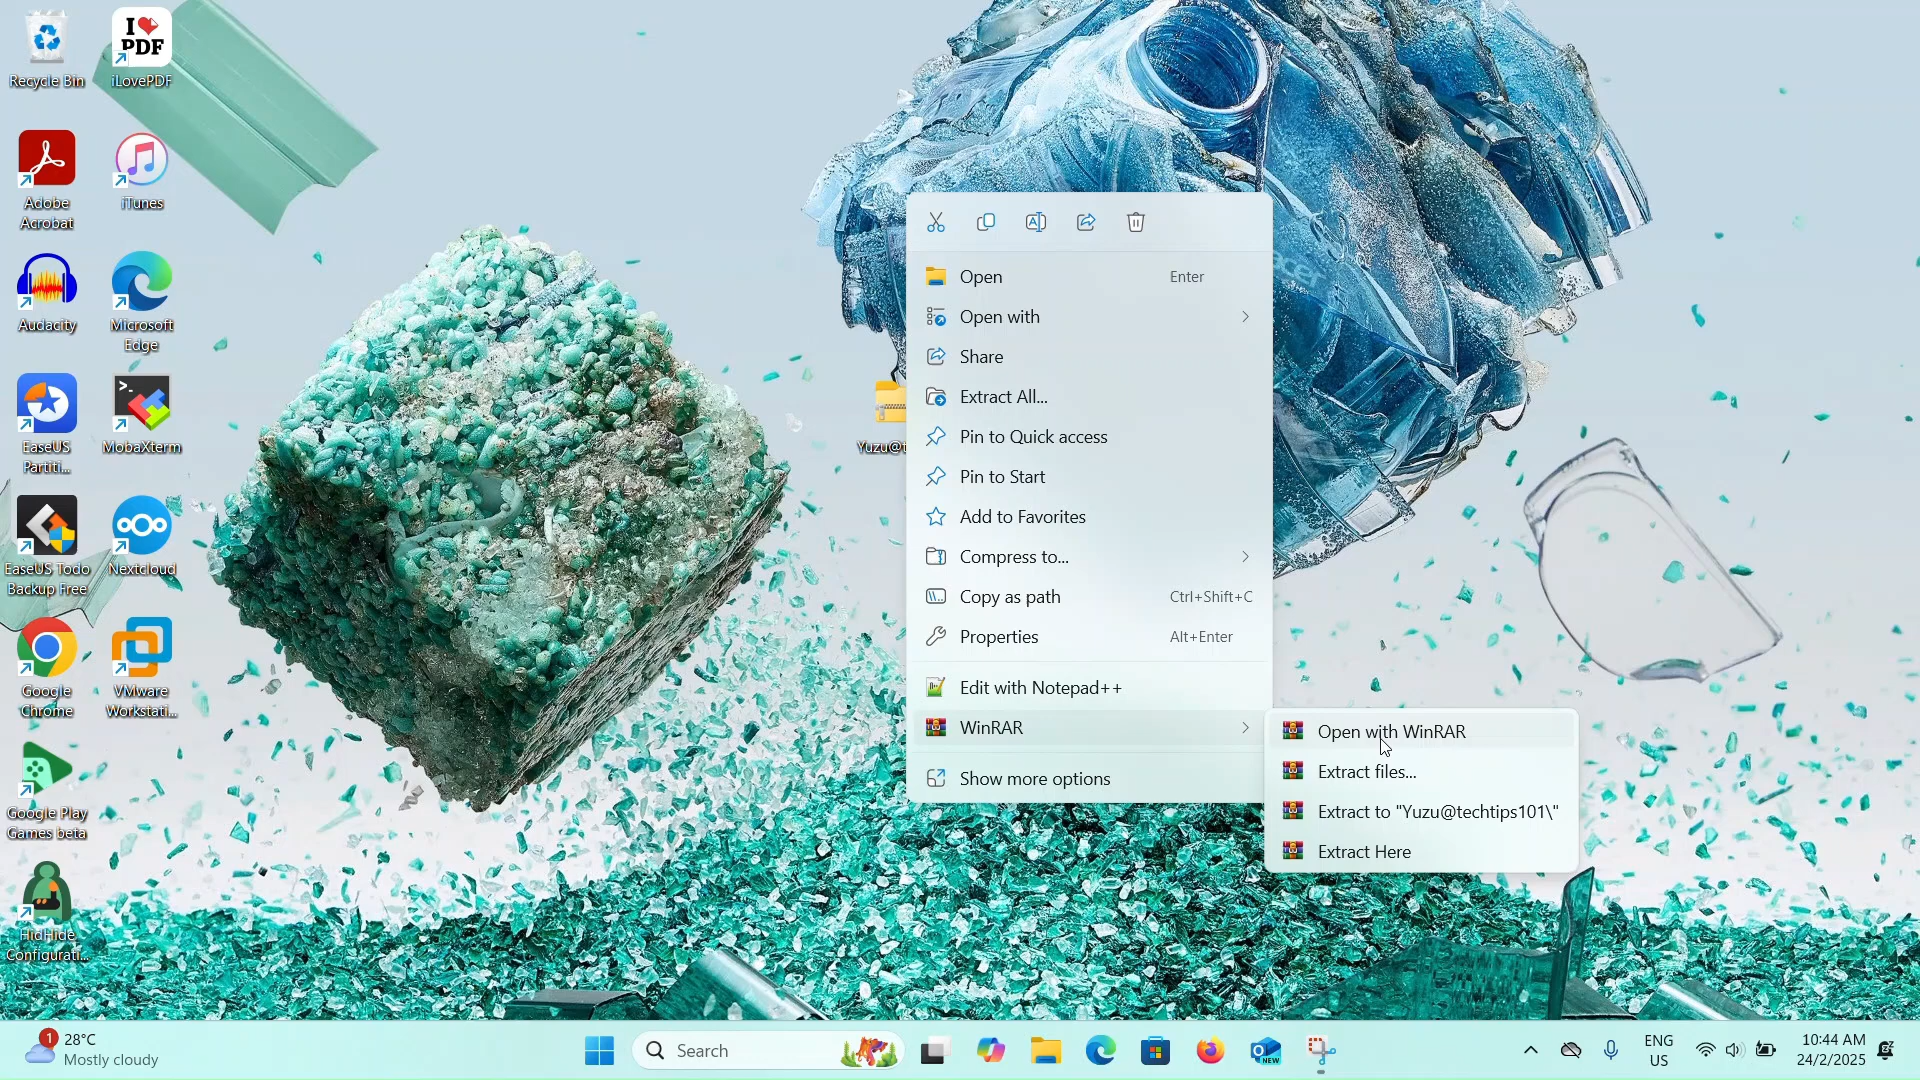 Recycle Bin
I PDF
iLovePDF
Adobe
Acrobat
iTunes
Audacity
Microsoft
Edge
EaseUS
Partiti...
>_
MobaXterm
EaseUS Todo
Backup Free
Nextcloud
Google
Chrome
VMware
Workstati...
Google Play
Games beta
HidHide
Configurati...
acer
Yuzu@t
Open Enter
Open with
Share
Extract All...
Pin to Quick access
Pin to Start
Add to Favorites
Compress to...
Copy as path Ctrl+Shift+C
Properties Alt+Enter
Edit with Notepad++
WinRAR
Show more options
Open with WinRAR
Extract files...
Extract to "Yuzu@techtips101\"
Extract Here
1
28°C
Mostly cloudy
Search
NEW
ENG
US
10:44 AM
24/2/2025